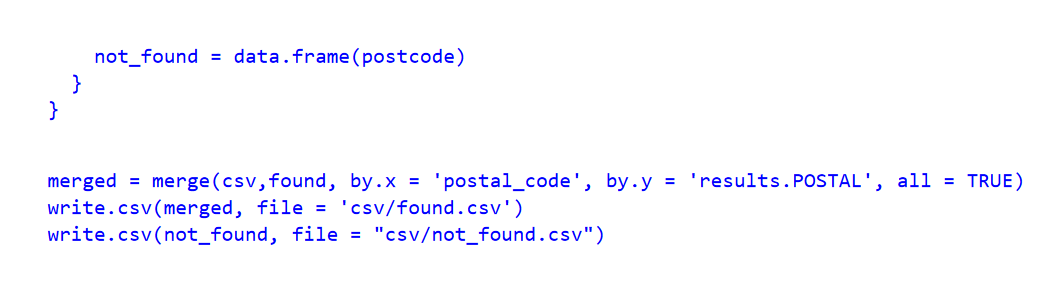 not_found = data.frame(postcode)
  }
}
merged = merge(csv,found, by.x = 'postal_code', by.y = 'results.POSTAL', all = TRUE)
write.csv(merged, file = 'csv/found.csv')
write.csv(not_found, file = "csv/not_found.csv")